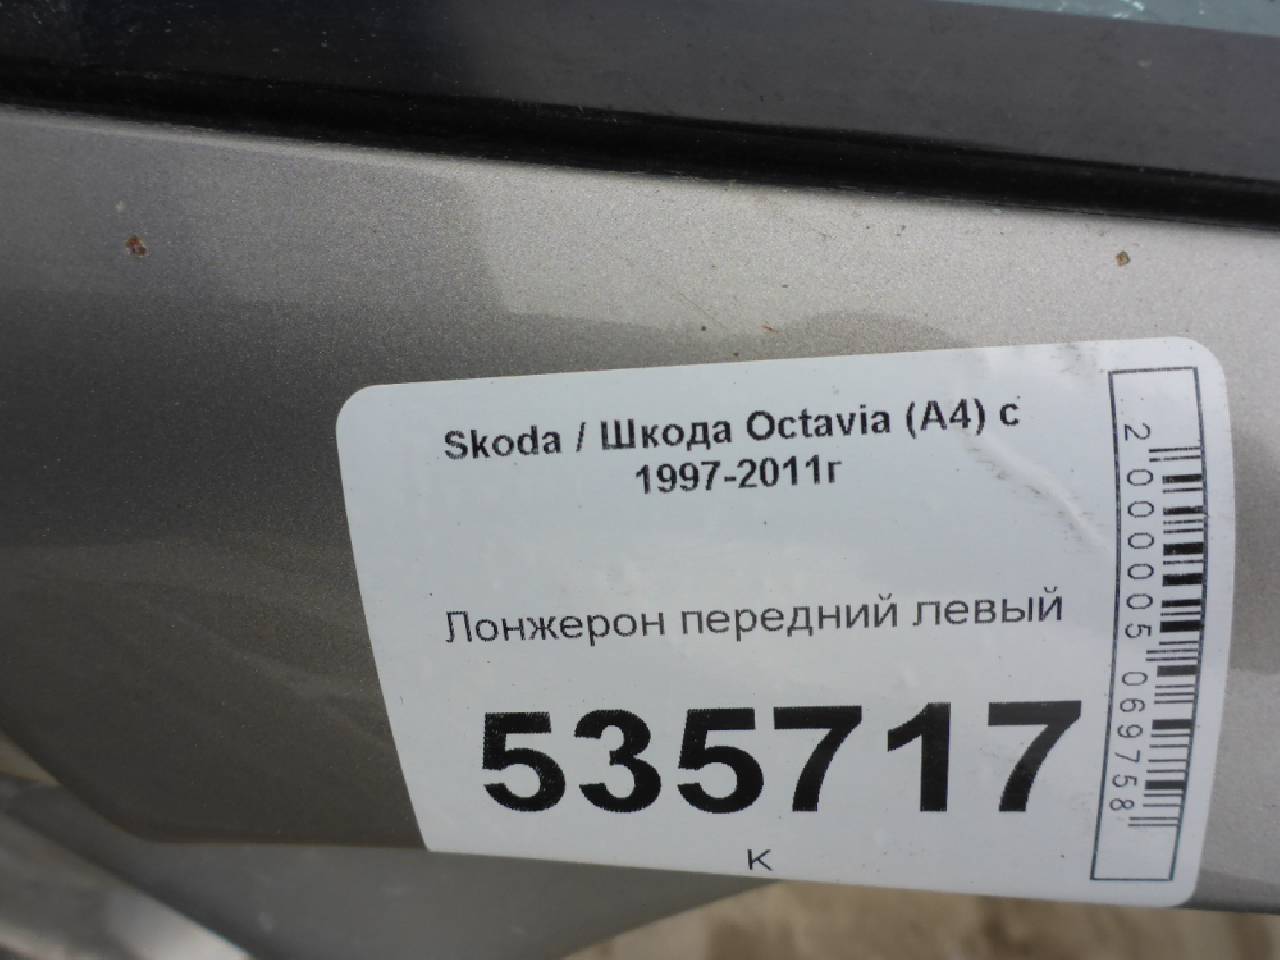 Skoda / Шкода Octavia (A4) с
1997-2011г
Лонжерон передний левый
535717
К
2000005069758